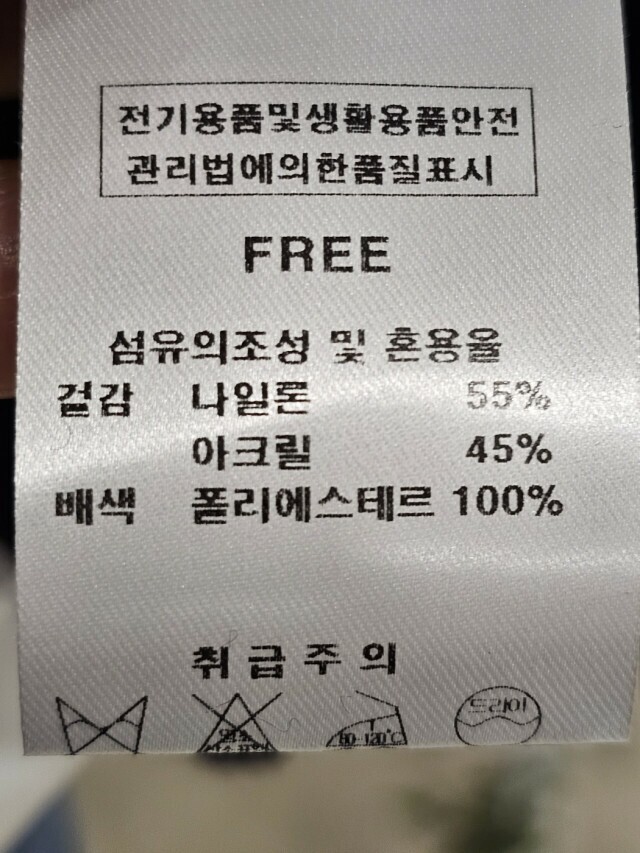 전기용품및생활용품안전
관리법에의한품질표시
FREE
섬유의조성 및 혼용율
겉감 나일론 55%
아크릴 45%
배색 폴리에스테르 100%
취급주의
80-120℃
드라이